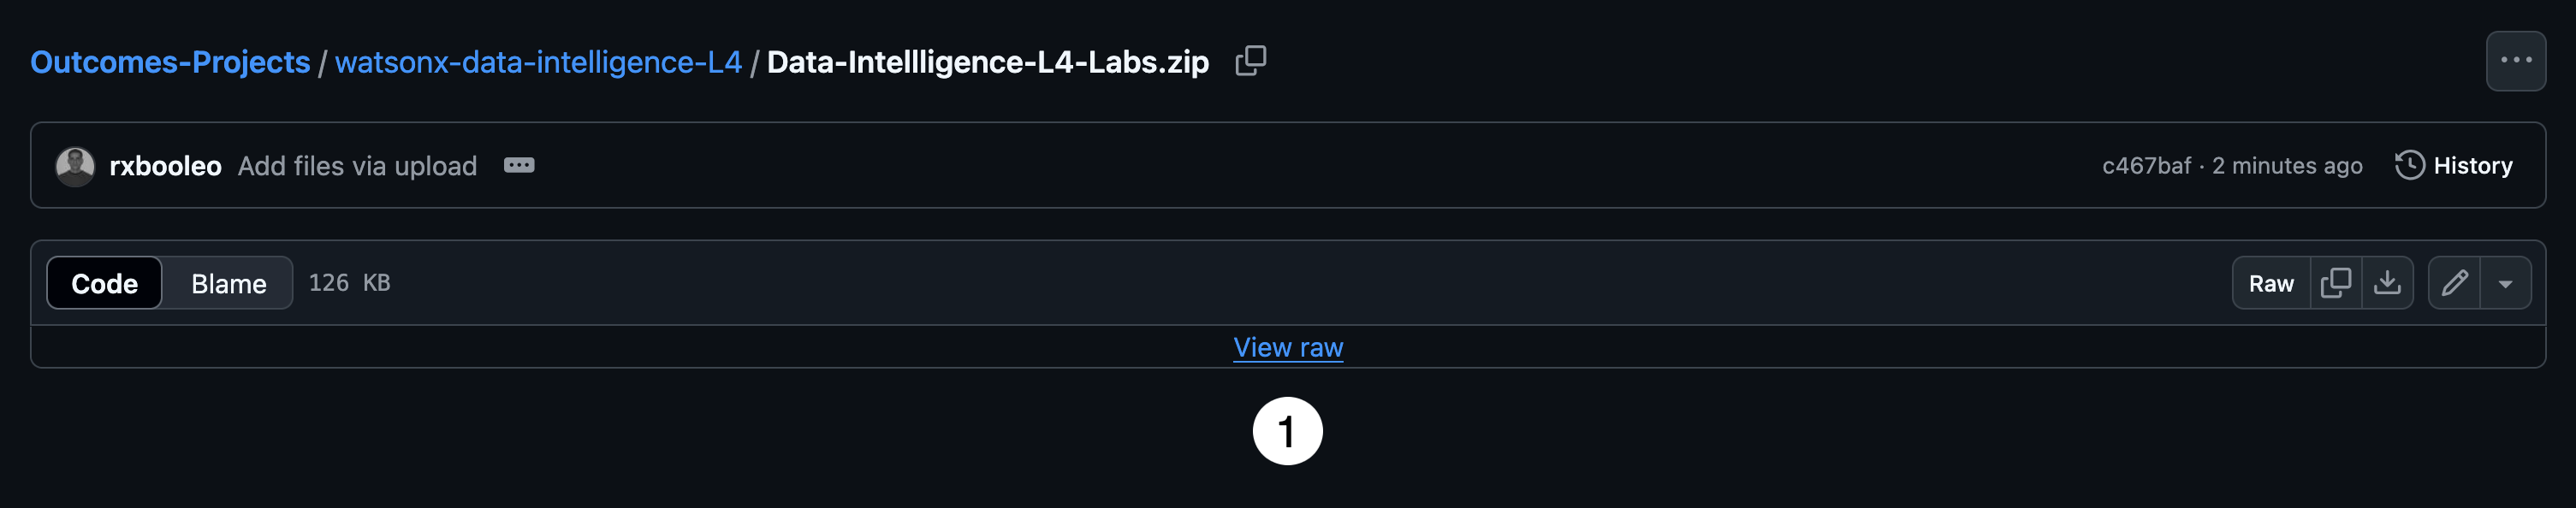 Outcomes-Projects / watsonx-data-intelligence-L4 / Data-Intellligence-L4-Labs.zip
rxbooleo Add files via upload c467baf · 2 minutes ago History
Code Blame 126 KB Raw
View raw
1